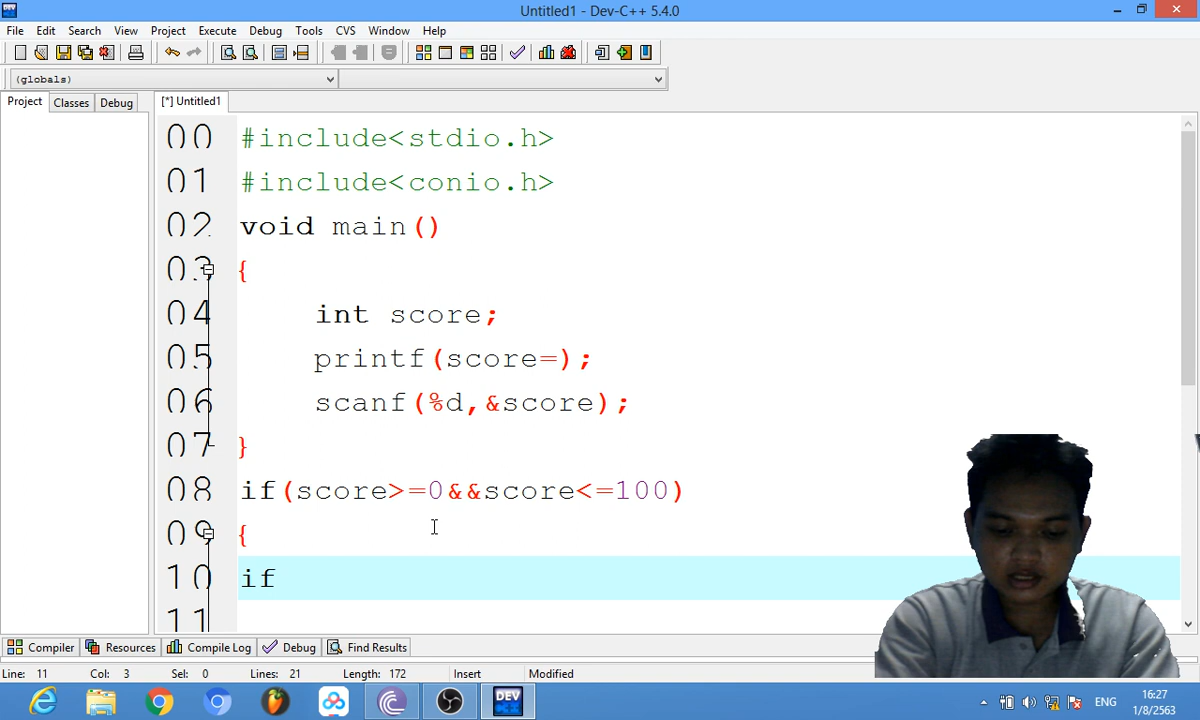 Untitled1 - Dev-C++ 5.4.0
File Edit Search View Project Execute Debug Tools CVS Window Help
(globals)
Project Classes Debug [*] Untitled1
00 #include<stdio.h>
01 #include<conio.h>
02 void main()
03 {
04 int score;
05 printf(score=);
06 scanf(%d,&score);
07 }
08 if(score>=0&&score<=100)
09 {
10 if
11
Compiler Resources Compile Log Debug Find Results
Line: 11 Col: 3 Sel: 0 Lines: 21 Length: 172 Insert Modified
DEV C++ ENG 16:27
1/8/2563